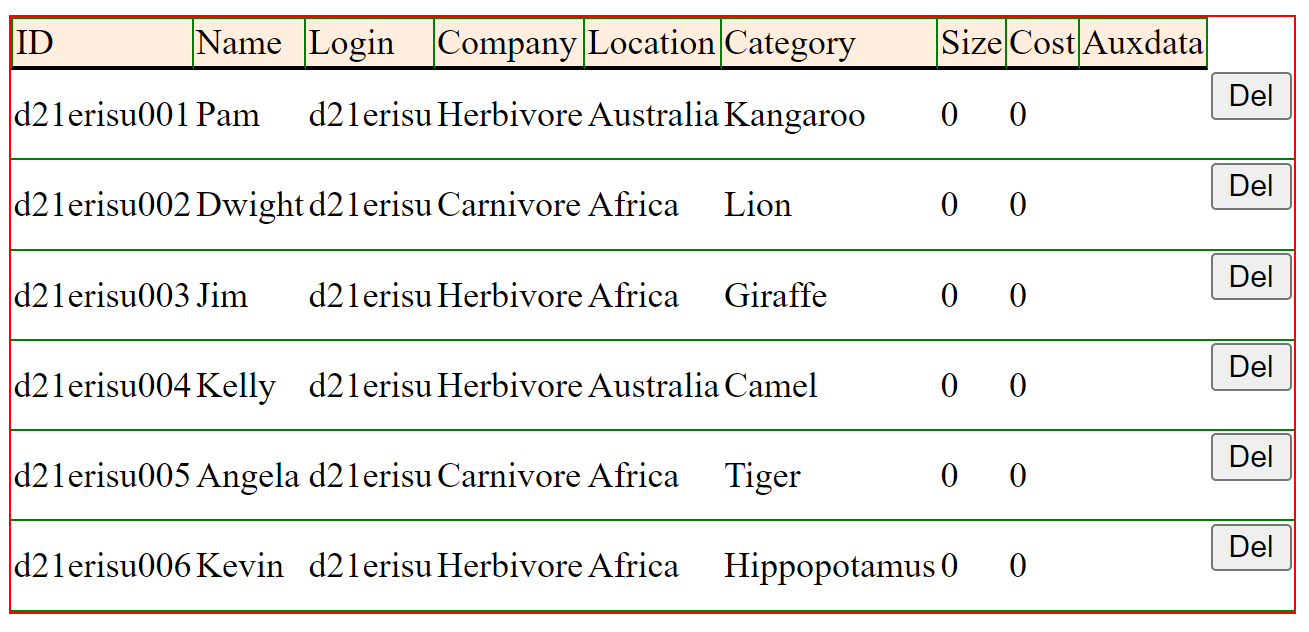 ID Name Login Company Location Category Size Cost Auxdata
d21erisu001 Pam d21erisu Herbivore Australia Kangaroo 0 0 Del
d21erisu002 Dwight d21erisu Carnivore Africa Lion 0 0 Del
d21erisu003 Jim d21erisu Herbivore Africa Giraffe 0 0 Del
d21erisu004 Kelly d21erisu Herbivore Australia Camel 0 0 Del
d21erisu005 Angela d21erisu Carnivore Africa Tiger 0 0 Del
d21erisu006 Kevin d21erisu Herbivore Africa Hippopotamus 0 0 Del